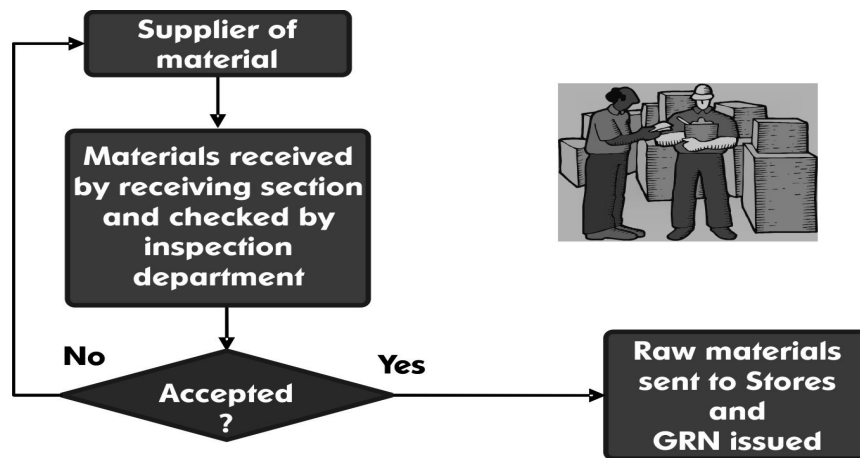 Supplier of
material
Materials received
by receiving section
and checked by
inspection
department
No
Yes
Accepted
?
Raw materials
sent to Stores
and
GRN issued